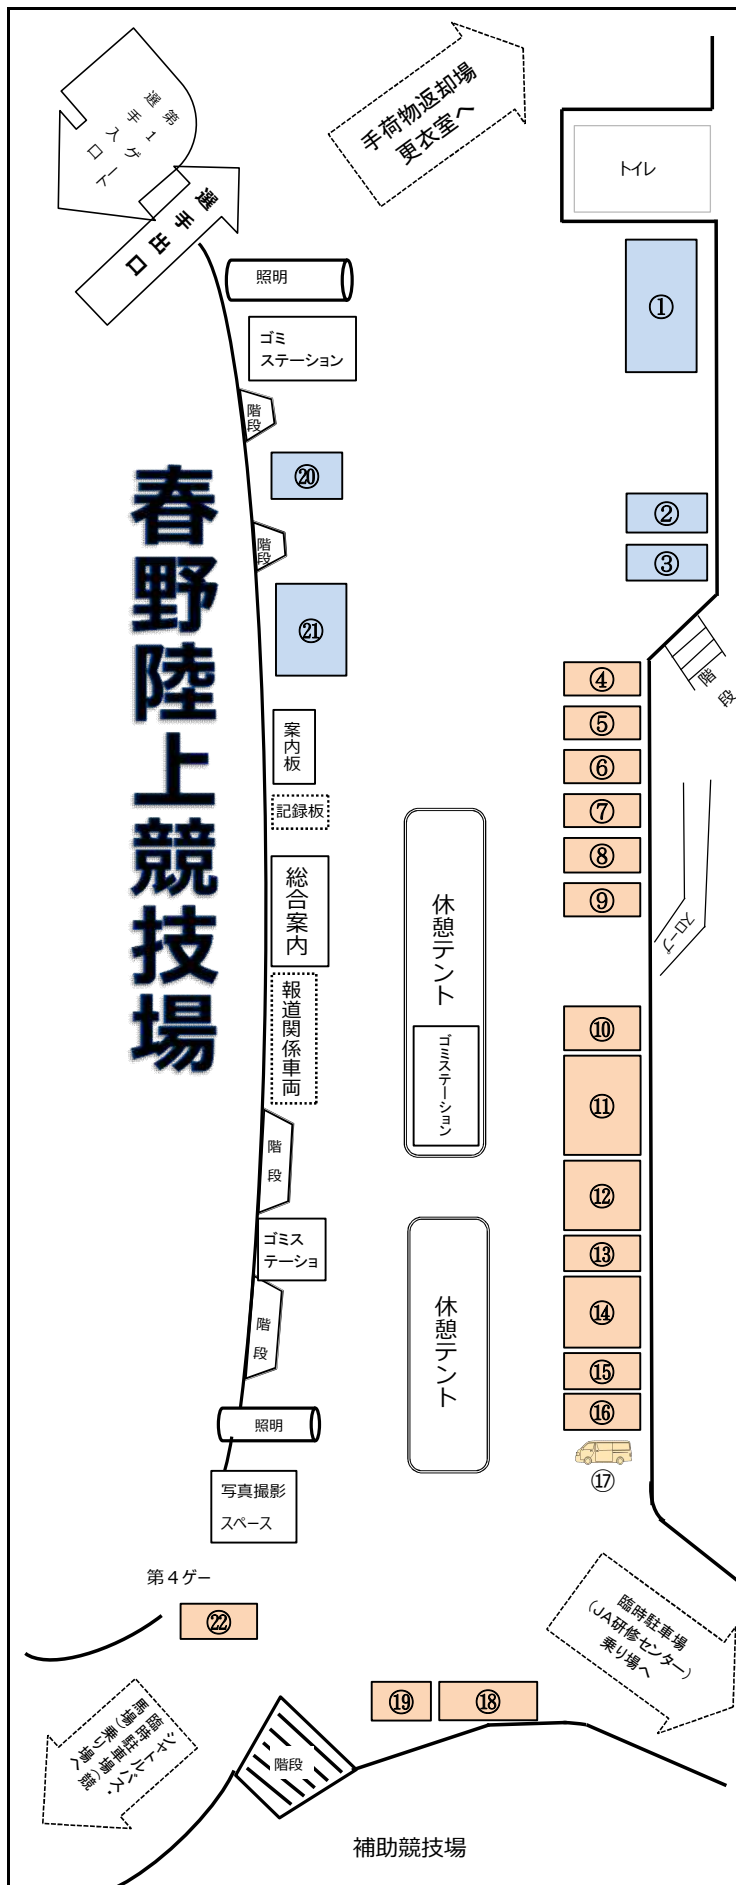 手荷物返却場
更衣室へ
第１ゲート
選手入口
選手出口
トイレ
照明
①
ゴミ
ステーション
階段
⑳
②
階段
③
㉑
春野陸上競技場
階段
④
⑤
案内板
⑥
記録板
⑦
⑧
総合案内
⑨
休憩テント
スロープ
報道関係車両
⑩
ゴミステーション
⑪
階段
⑫
ゴミス
テーショ
⑬
⑭
休憩テント
階段
⑮
⑯
照明
⑰
写真撮影
スペース
第４ゲー
㉒
臨時駐車場
（JA研修センター）
乗り場へ
⑲
⑱
シャトルバス・
臨時駐車場（競
馬場）乗り場へ
階段
補助競技場